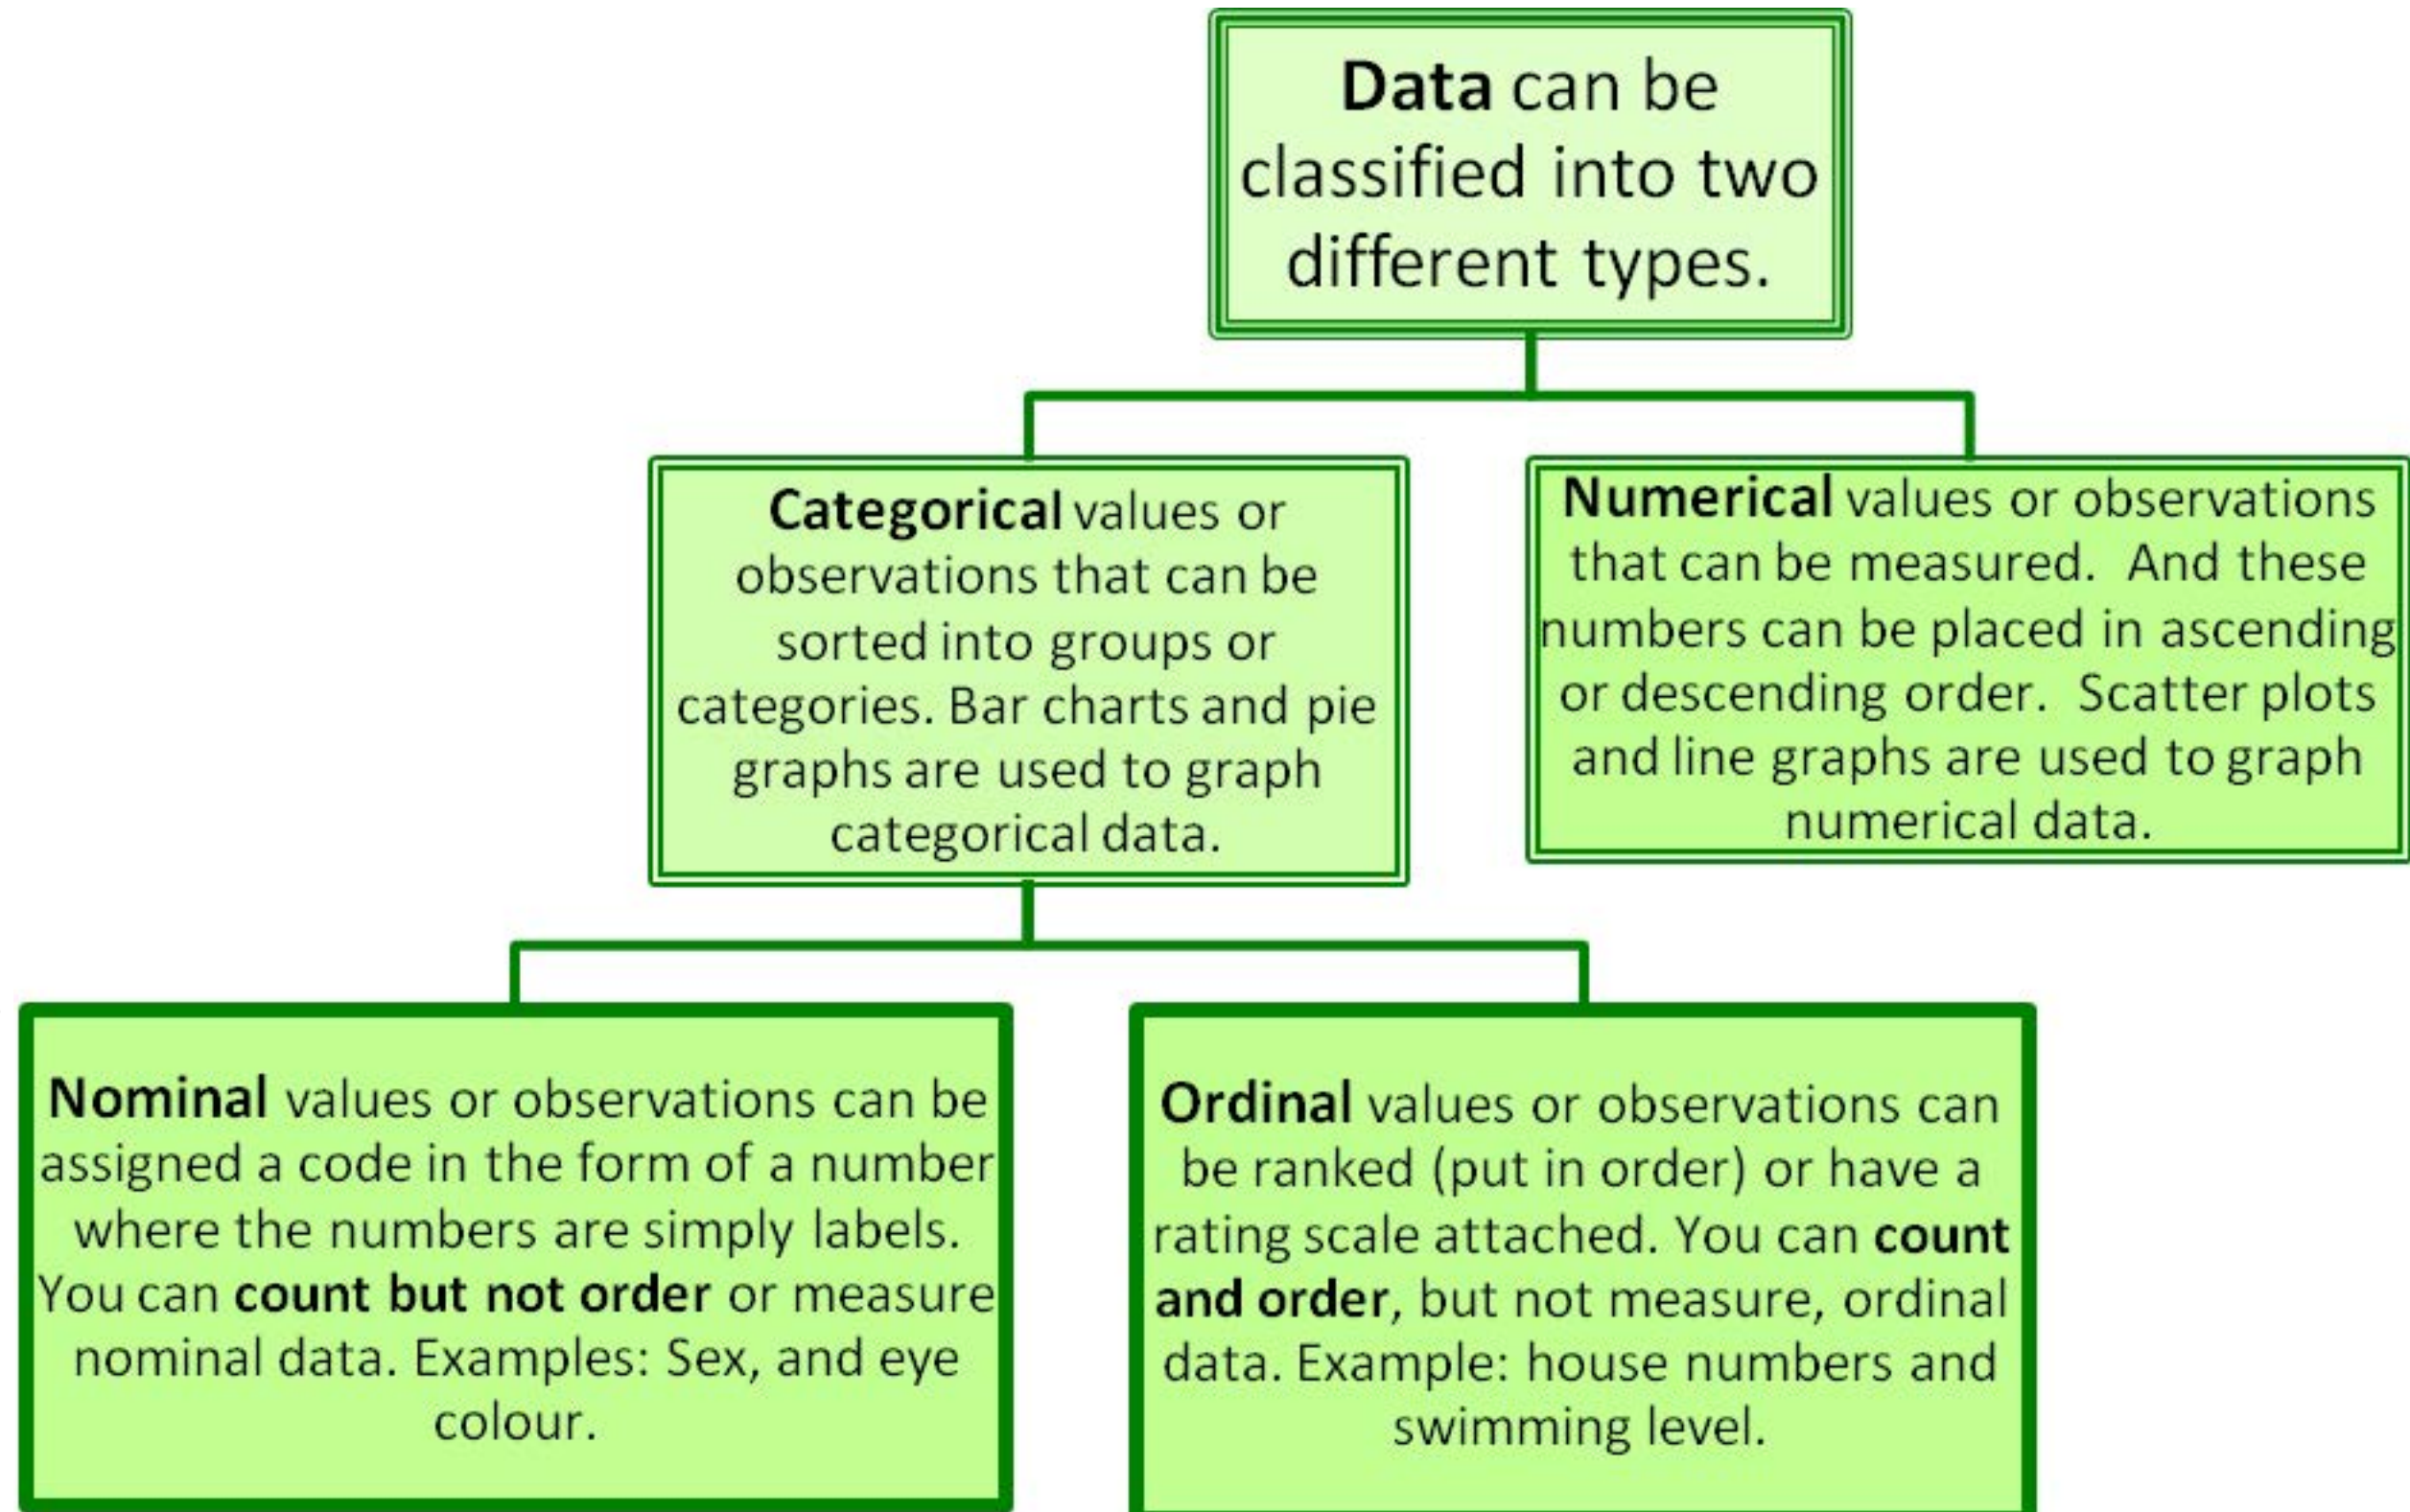 Data can be
classified into two
different types.
Categorical values or
observations that can be
sorted into groups or
categories. Bar charts and pie
graphs are used to graph
categorical data.
Numerical values or observations
that can be measured.  And these
numbers can be placed in ascending
or descending order.  Scatter plots
and line graphs are used to graph
numerical data.
Nominal values or observations can be
assigned a code in the form of a number
where the numbers are simply labels.
You can count but not order or measure
nominal data. Examples: Sex, and eye
colour.
Ordinal values or observations can
be ranked (put in order) or have a
rating scale attached. You can count
and order, but not measure, ordinal
data. Example: house numbers and
swimming level.